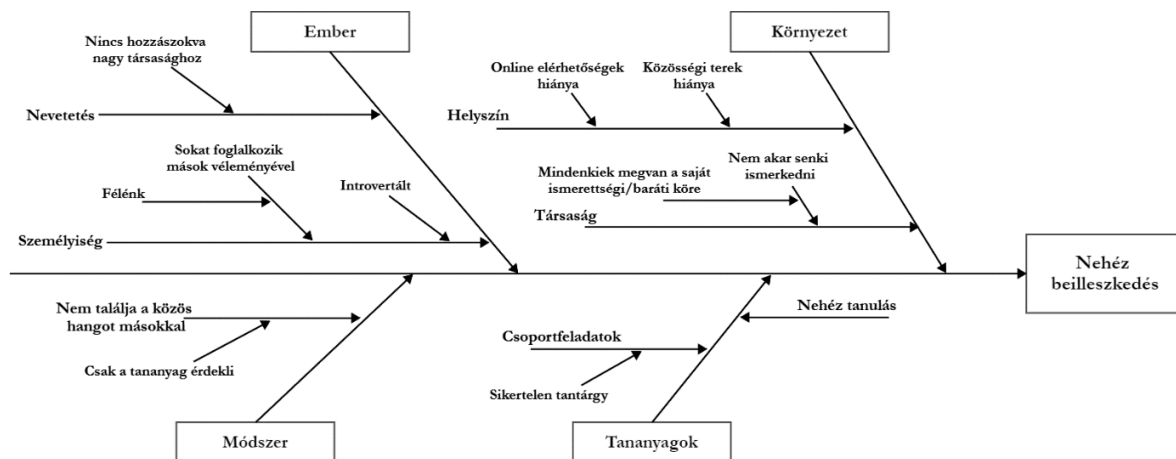 Ember
Környezet
Nincs hozzászokva
nagy társasághoz
Nevetetés
Sokat foglalkozik
mások véleményével
Félénk
Introvertált
Személyiség
Online elérhetőségek
hiánya
Közösségi terek
hiánya
Helyszín
Mindenkiek megvan a saját
ismerettségi/baráti köre
Nem akar senki
ismerkedni
Társaság
Nehéz
beilleszkedés
Nem találja a közös
hangot másokkal
Csak a tananyag érdekli
Módszer
Nehéz tanulás
Csoportfeladatok
Sikertelen tantárgy
Tananyagok